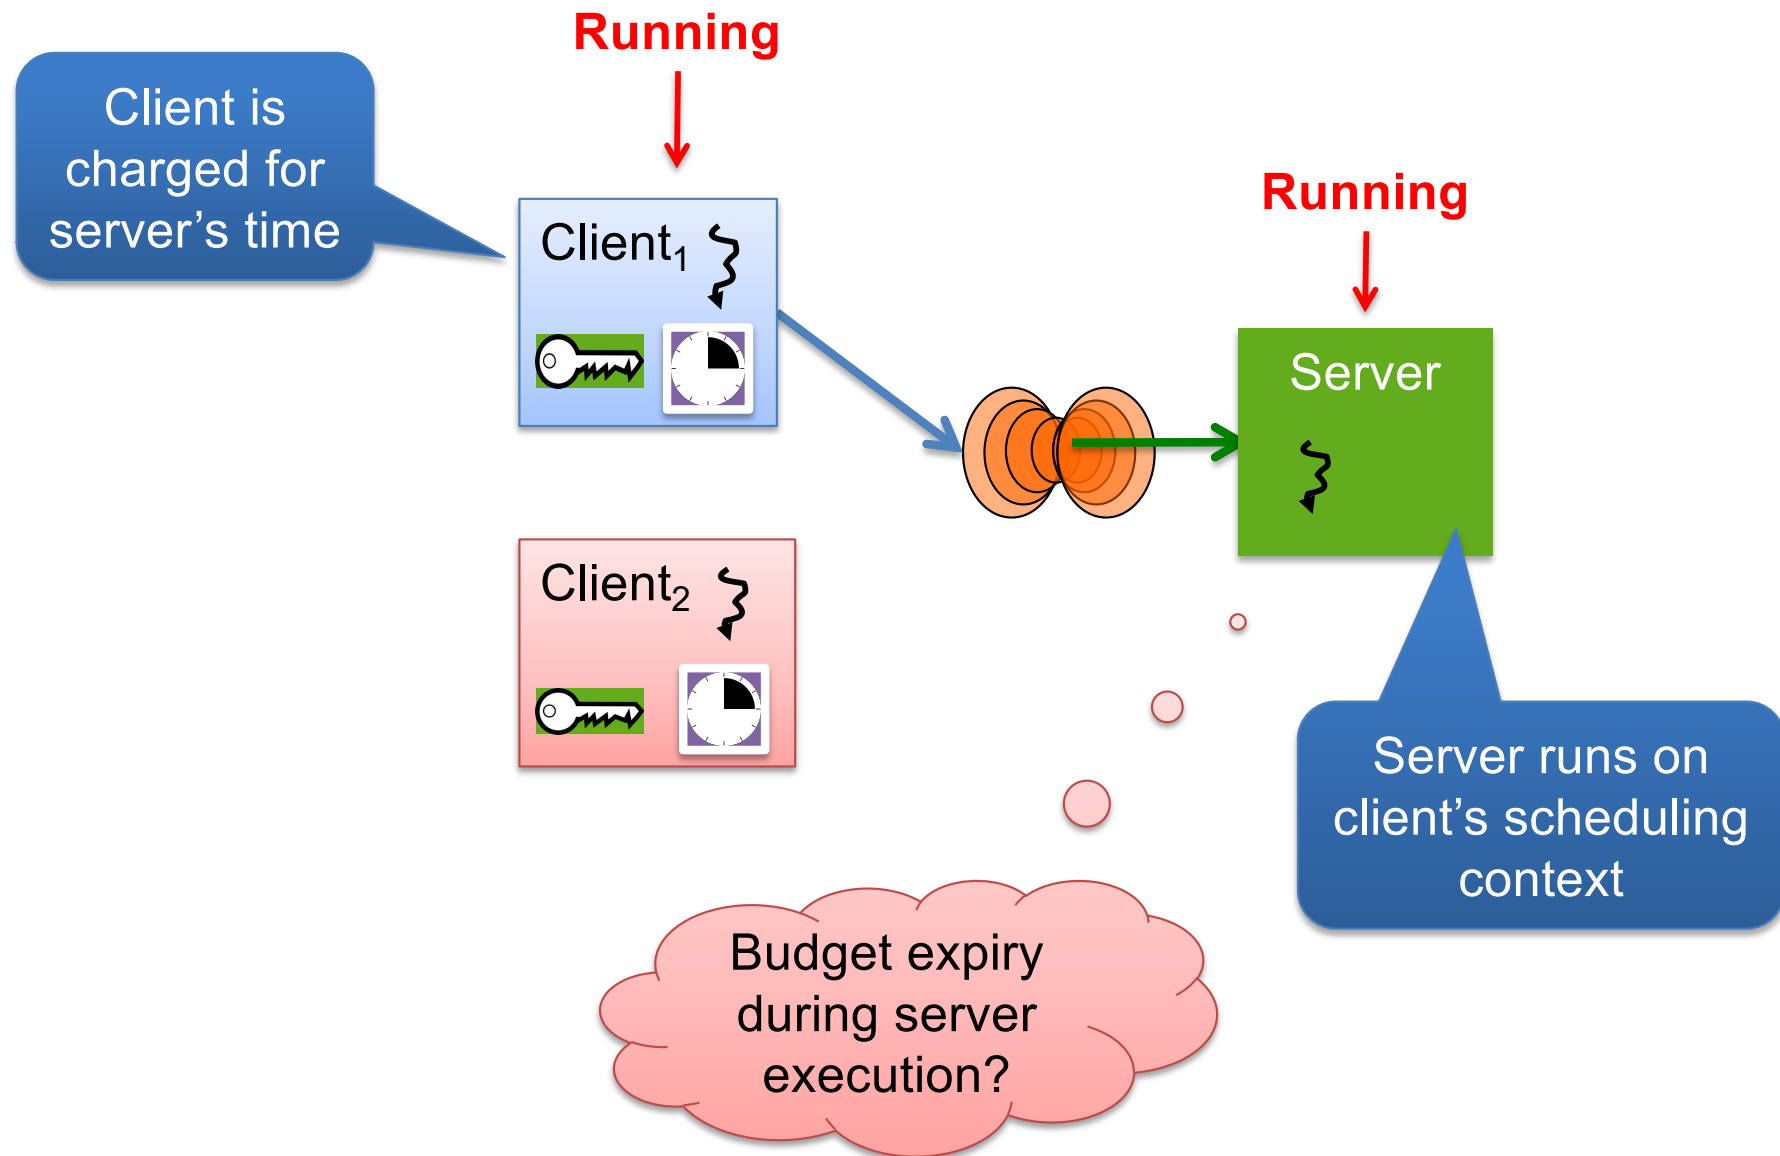 Running
Client is
charged for
server’s time
Running
Client₁
Server
Client₂
Server runs on
client’s scheduling
context
Budget expiry
during server
execution?